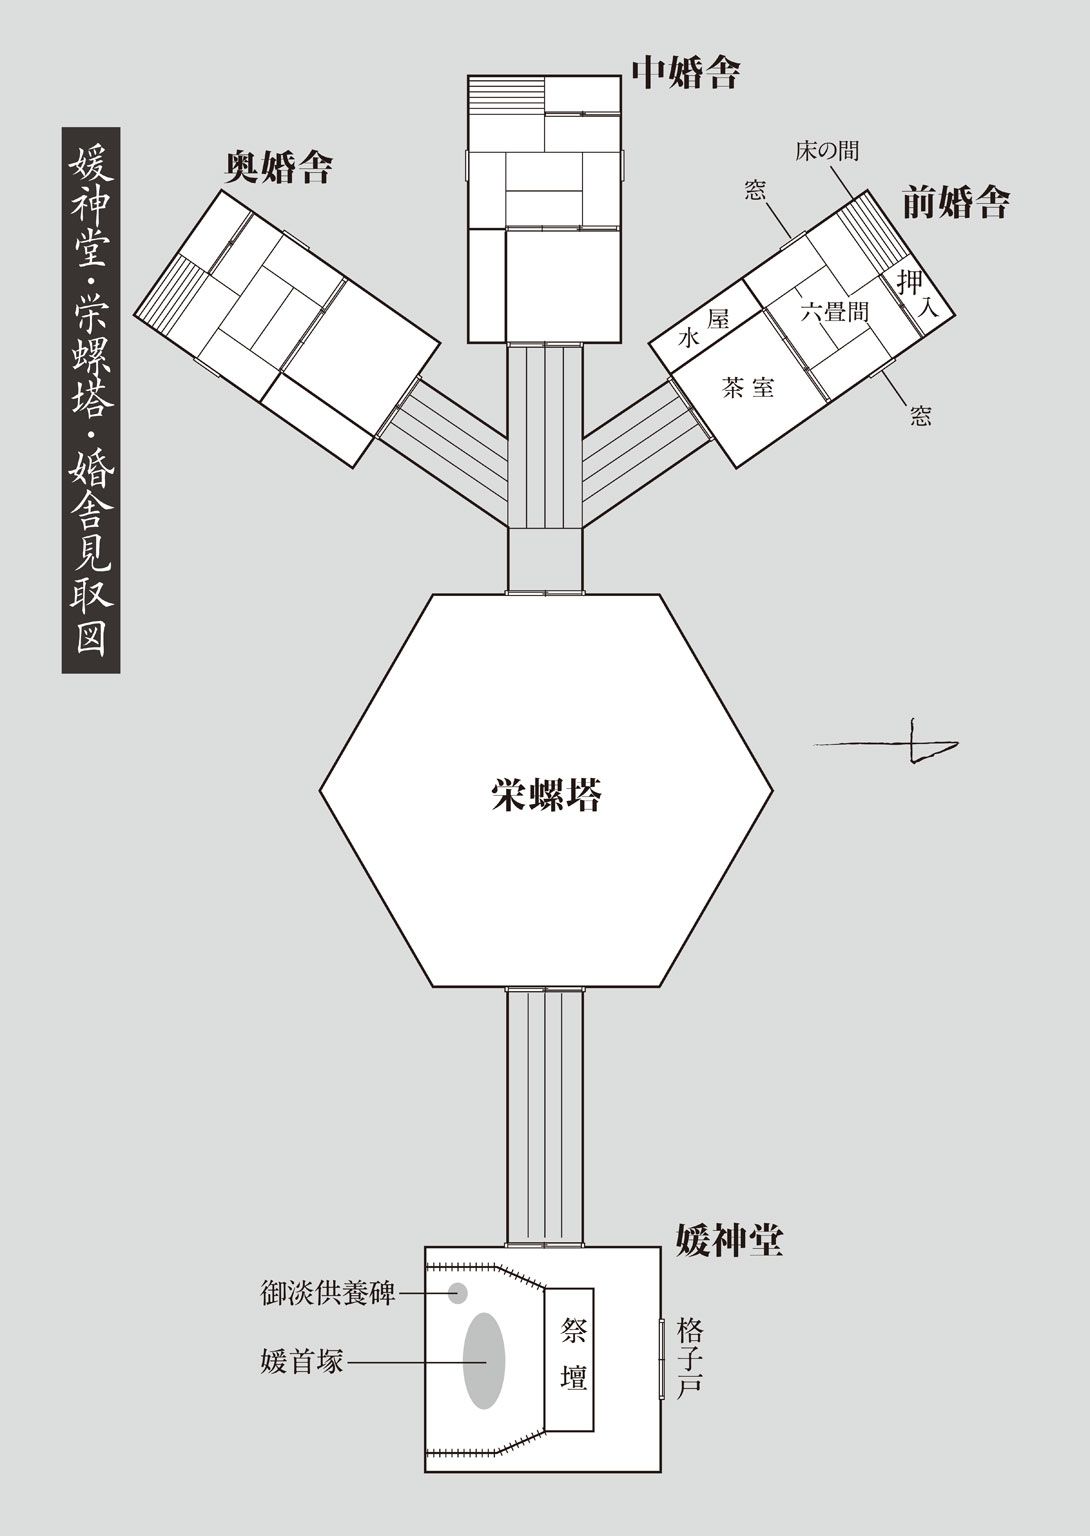 媛神堂・栄螺塔・婚舎見取図
中婚舎
奥婚舎
前婚舎
床の間
窓
押入
六畳間
水屋
茶室
窓
栄螺塔
媛神堂
御淡供養碑
媛首塚
祭壇
格子戸